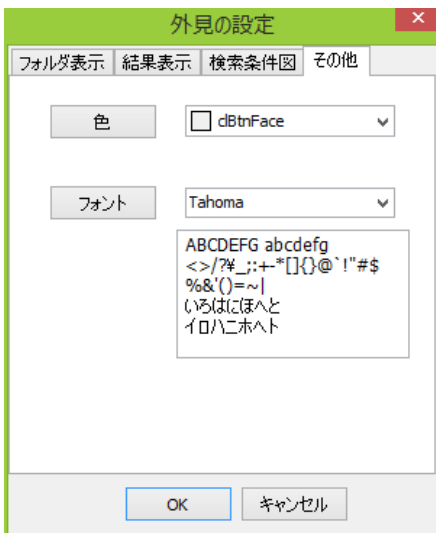 外見の設定
フォルダ表示 結果表示 検索条件図 その他
色 clBtnFace
フォント Tahoma
ABCDEFG abcdefg
<>/?¥_;:+-*[]{}@`!"#$
%&'()=~|
いろはにほへと
イロハニホヘト
OK キャンセル